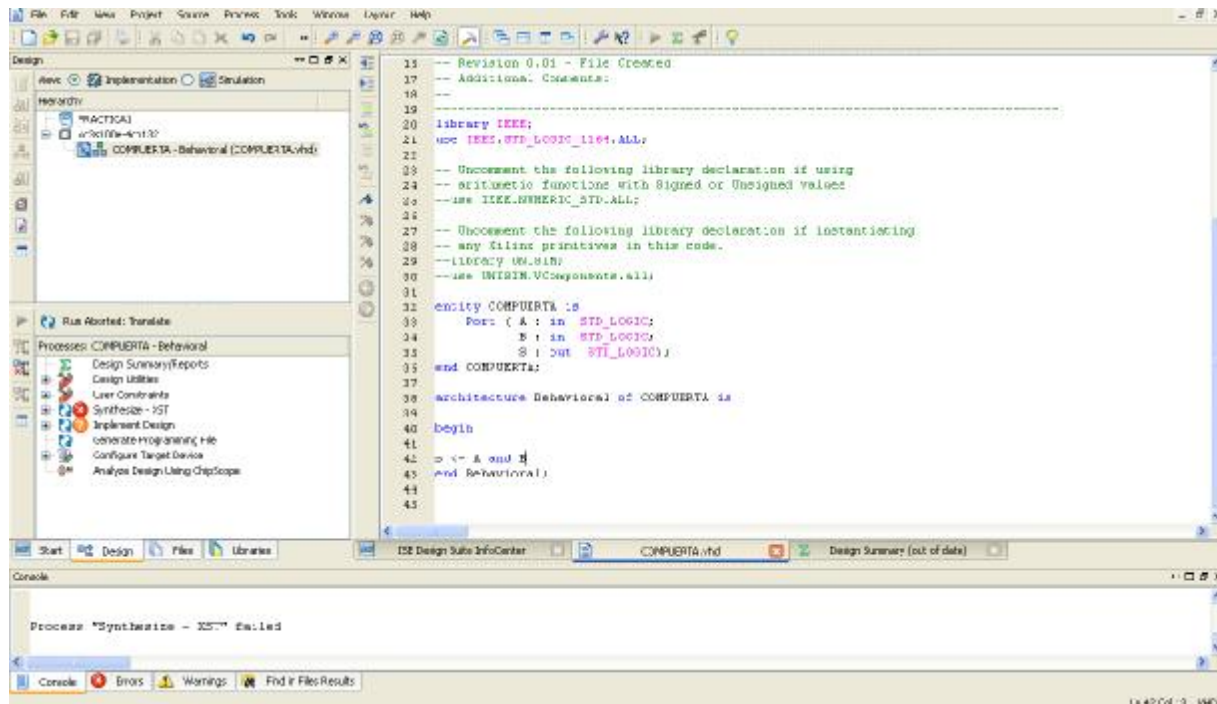 File Edit View Project Source Process Tools Window Layout Help
Design
View: Implementation Simulation
Hierarchy
PRACTICA1
COMPUERTA - Behavioral (COMPUERTA.vhd)
Run Aborted: Translate
Processes: COMPUERTA - Behavioral
Design Summary/Reports
Design Utilities
User Constraints
Synthesize - XST
Implement Design
Generate Programming File
Configure Target Device
Analyze Design Using ChipScope
Start Design Files Libraries
-- Revision 0.01 - File Created
17 -- Additional Comments:
18 --
19 ----------------------------------------------------------------------------------
20 library IEEE;
21 use IEEE.STD_LOGIC_1164.ALL;
22
23 -- Uncomment the following library declaration if using
24 -- arithmetic functions with Signed or Unsigned values
25 --use IEEE.NUMERIC_STD.ALL;
26
27 -- Uncomment the following library declaration if instantiating
28 -- any Xilinx primitives in this code.
29 --library UNISIM;
30 --use UNISIM.VComponents.all;
31
32 entity COMPUERTA is
33 Port ( A : in STD_LOGIC;
34 B : in STD_LOGIC;
35 S : out STD_LOGIC);
36 end COMPUERTA;
37
38 architecture Behavioral of COMPUERTA is
39
40 begin
41
42 S <= A and B
43 end Behavioral;
44
45
ISE Design Suite InfoCenter COMPUERTA.vhd Design Summary (out of date)
Console
Process "Synthesize - XST" failed
Console Errors Warnings Find in Files Results